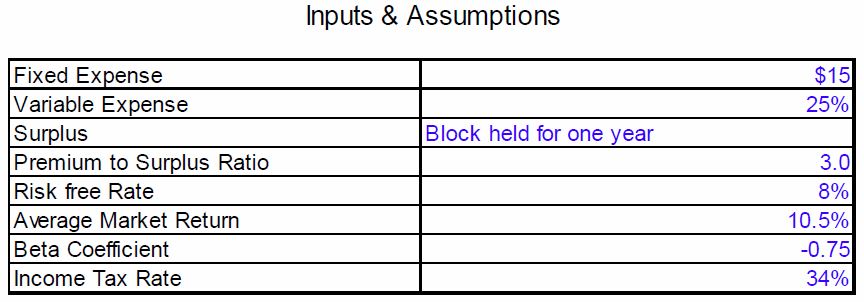 Inputs & Assumptions
Fixed Expense $15
Variable Expense 25%
Surplus Block held for one year
Premium to Surplus Ratio 3.0
Risk free Rate 8%
Average Market Return 10.5%
Beta Coefficient -0.75
Income Tax Rate 34%